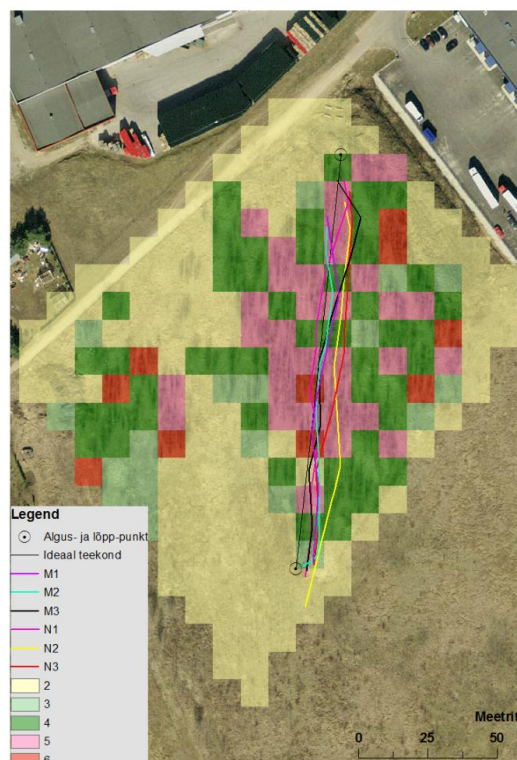 Legend
Algus- ja lõpp-punkt
Ideaal teekond
M1
M2
M3
N1
N2
N3
2
3
4
5
6
Meetrit
0 25 50